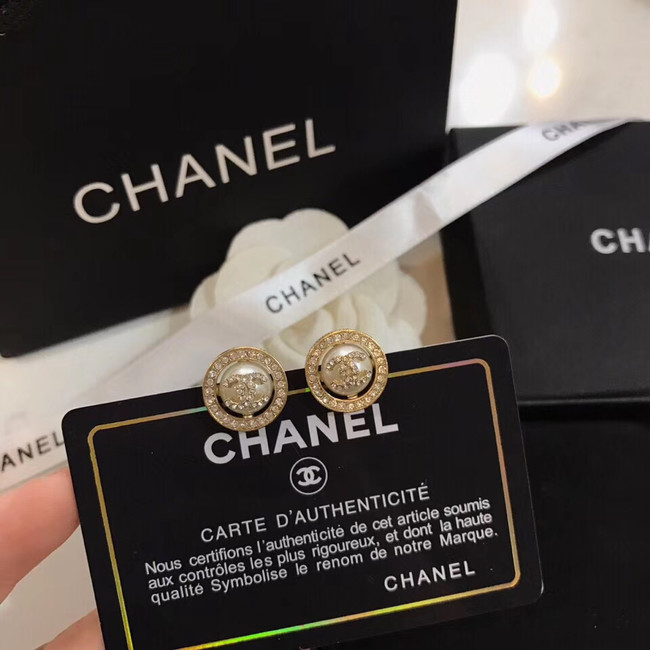 CHANEL
CHANEL
CHANEL
CHANEL
CARTE D'AUTHENTICITÉ
Nous certifions l'authenticité de cet article soumis
aux contrôles les plus rigoureux, et dont la haute
qualité Symbolise le renom de notre Marque.
CHANEL